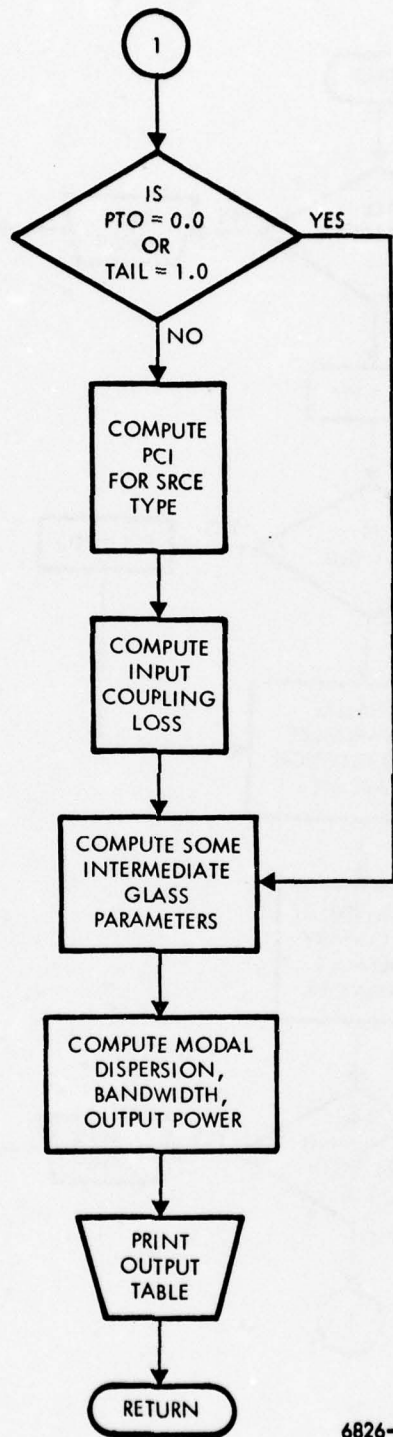 1
IS
PTO = 0.0
OR
TAIL = 1.0
YES
NO
COMPUTE
PCI
FOR SRCE
TYPE
COMPUTE
INPUT
COUPLING
LOSS
COMPUTE SOME
INTERMEDIATE
GLASS
PARAMETERS
COMPUTE MODAL
DISPERSION,
BANDWIDTH,
OUTPUT POWER
PRINT
OUTPUT
TABLE
RETURN
6826-